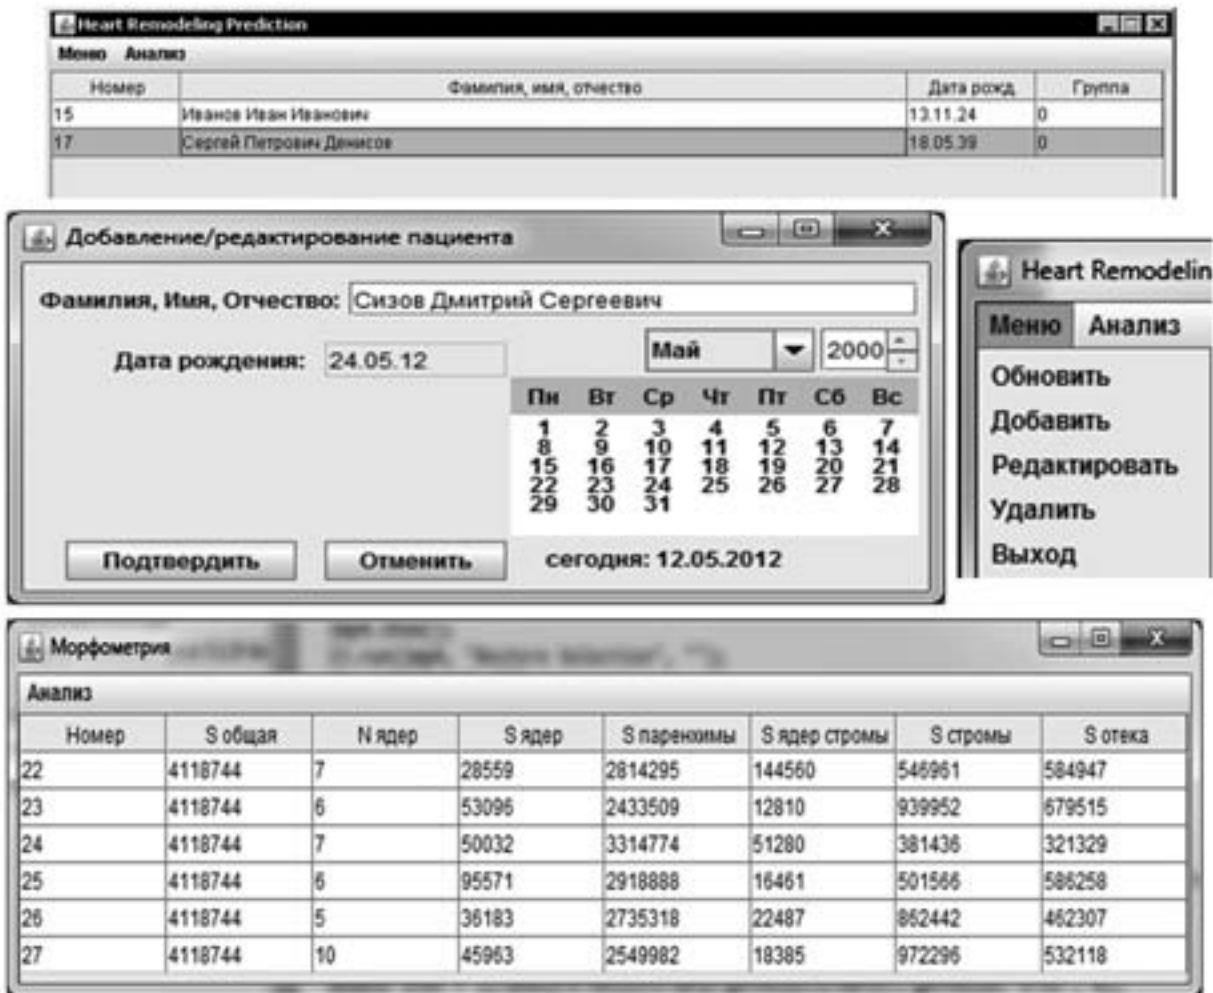 Heart Remodeling Prediction
Меню Анализ
Номер Фамилия, имя, отчество Дата рожд. Группа
15 Иванов Иван Иванович 13.11.24 0
17 Сергей Петрович Денисов 18.05.39 0
Добавление/редактирование пациента
Фамилия, Имя, Отчество: Сизов Дмитрий Сергеевич
Дата рождения: 24.05.12
Май 2000
Пн Вт Ср Чт Пт Сб Вс
1 2 3 4 5 6 7
8 9 10 11 12 13 14
15 16 17 18 19 20 21
22 23 24 25 26 27 28
29 30 31
Подтвердить Отменить сегодня: 12.05.2012
Heart Remodelin
Меню Анализ
Обновить
Добавить
Редактировать
Удалить
Выход
Морфометрия
Анализ
Номер S общая N ядер S ядер S паренхимы S ядер стромы S стромы S отека
22 4118744 7 28559 2814295 144560 546961 584947
23 4118744 6 53096 2433509 12810 939952 679515
24 4118744 7 50032 3314774 51280 381436 321329
25 4118744 6 95571 2918888 16461 501566 586258
26 4118744 5 36183 2735318 22487 862442 462307
27 4118744 10 45963 2549982 18385 972296 532118